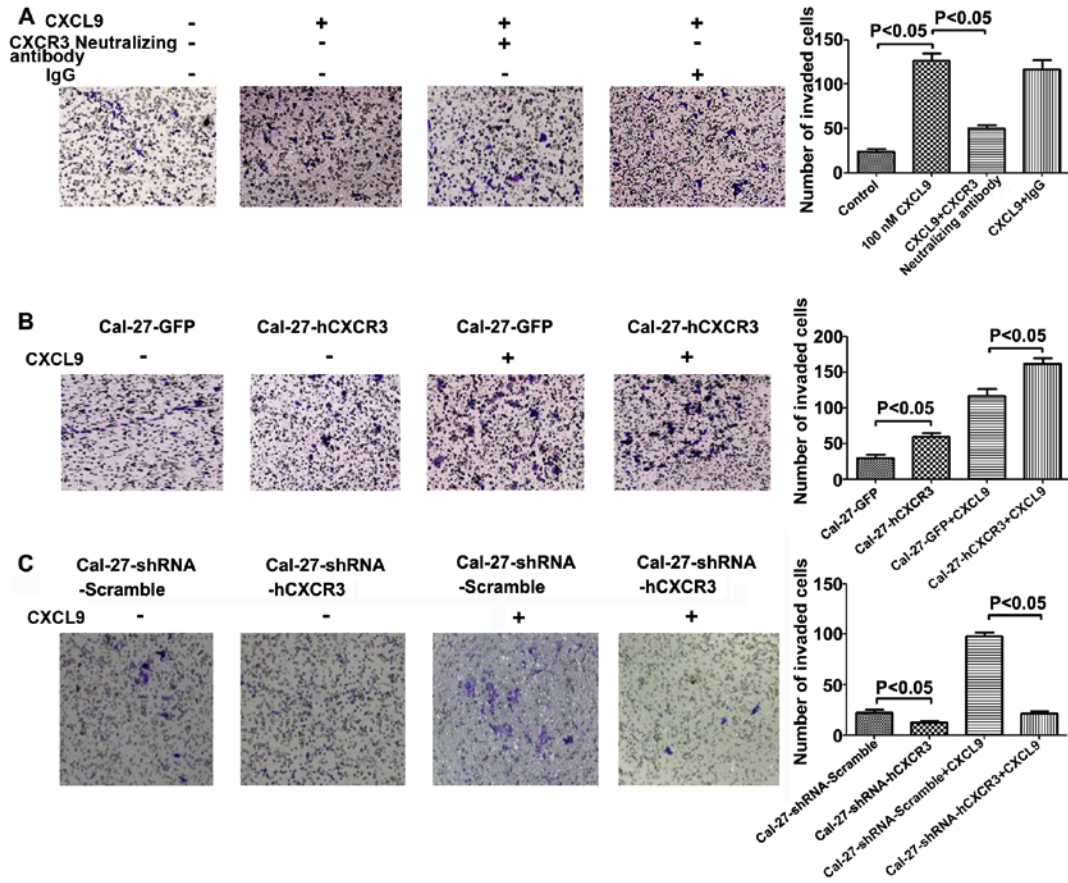 A
CXCL9 - + + +
CXCR3 Neutralizing - - + -
antibody
IgG - - - +
Number of invaded cells
150
100
50
0
P<0.05
P<0.05
Control
100 nM CXCL9
CXCL9+CXCR3
Neutralizing antibody
CXCL9+IgG
B
Cal-27-GFP Cal-27-hCXCR3 Cal-27-GFP Cal-27-hCXCR3
CXCL9 - - + +
Number of invaded cells
200
150
100
50
0
P<0.05
P<0.05
Cal-27-GFP
Cal-27-hCXCR3
Cal-27-GFP+CXCL9
Cal-27-hCXCR3+CXCL9
C
Cal-27-shRNA Cal-27-shRNA Cal-27-shRNA Cal-27-shRNA
-Scramble -hCXCR3 -Scramble -hCXCR3
CXCL9 - - + +
Number of invaded cells
150
100
50
0
P<0.05
P<0.05
Cal-27-shRNA-Scramble
Cal-27-shRNA-hCXCR3
Cal-27-shRNA-Scramble+CXCL9
Cal-27-shRNA-hCXCR3+CXCL9